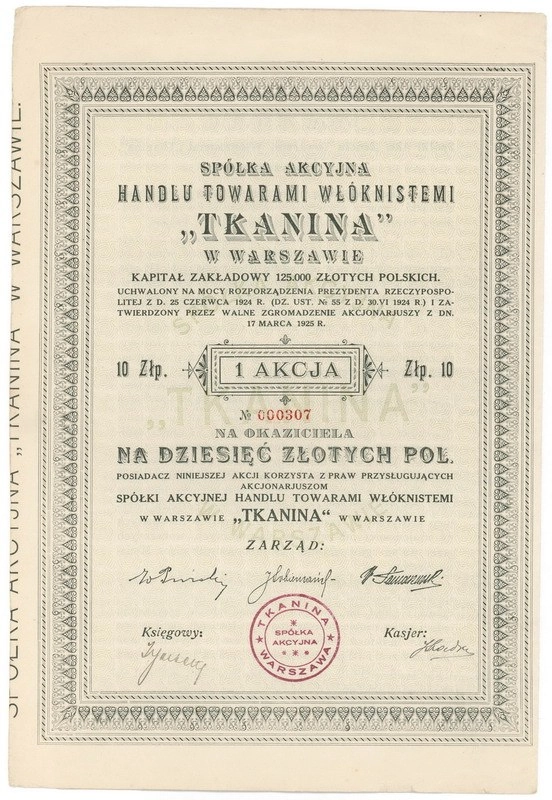 SPÓŁKA AKCYJNA
HANDLU TOWARAMI WŁÓKNISTEMI
„TKANINA”
W WARSZAWIE
KAPITAŁ ZAKŁADOWY 125.000 ZŁOTYCH POLSKICH.
UCHWALONY NA MOCY ROZPORZĄDZENIA PREZYDENTA RZECZYPOSPO-
LITEJ Z D. 25 CZERWCA 1924 R. (DZ. UST. № 55 Z D. 30.VI 1924 R.) I ZA-
TWIERDZONY PRZEZ WALNE ZGROMADZENIE AKCJONARJUSZY Z DN.
17 MARCA 1925 R.
10 Złp. 1 AKCJA Złp. 10
„TKANINA”
№ 000307
NA OKAZICIELA
NA DZIESIĘĆ ZŁOTYCH POL.
POSIADACZ NINIEJSZEJ AKCJI KORZYSTA Z PRAW PRZYSŁUGUJĄCYCH
AKCJONARJUSZOM
SPÓŁKI AKCYJNEJ HANDLU TOWARAMI WŁÓKNISTEMI
W WARSZAWIE „TKANINA“ W WARSZAWIE
ZARZĄD:
TKANINA
SPÓŁKA
AKCYJNA
WARSZAWA
Księgowy:
Kasjer:
SPÓŁKA AKCYJNA „TKANINA W WARSZAWIE.